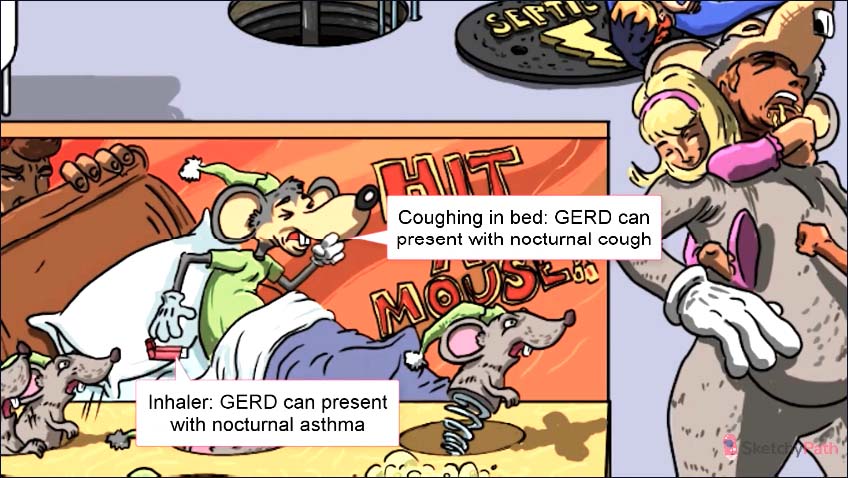 SEPTIC
HIT
Coughing in bed: GERD can
present with nocturnal cough
MOUSE!!
Inhaler: GERD can present
with nocturnal asthma
SketchyPath